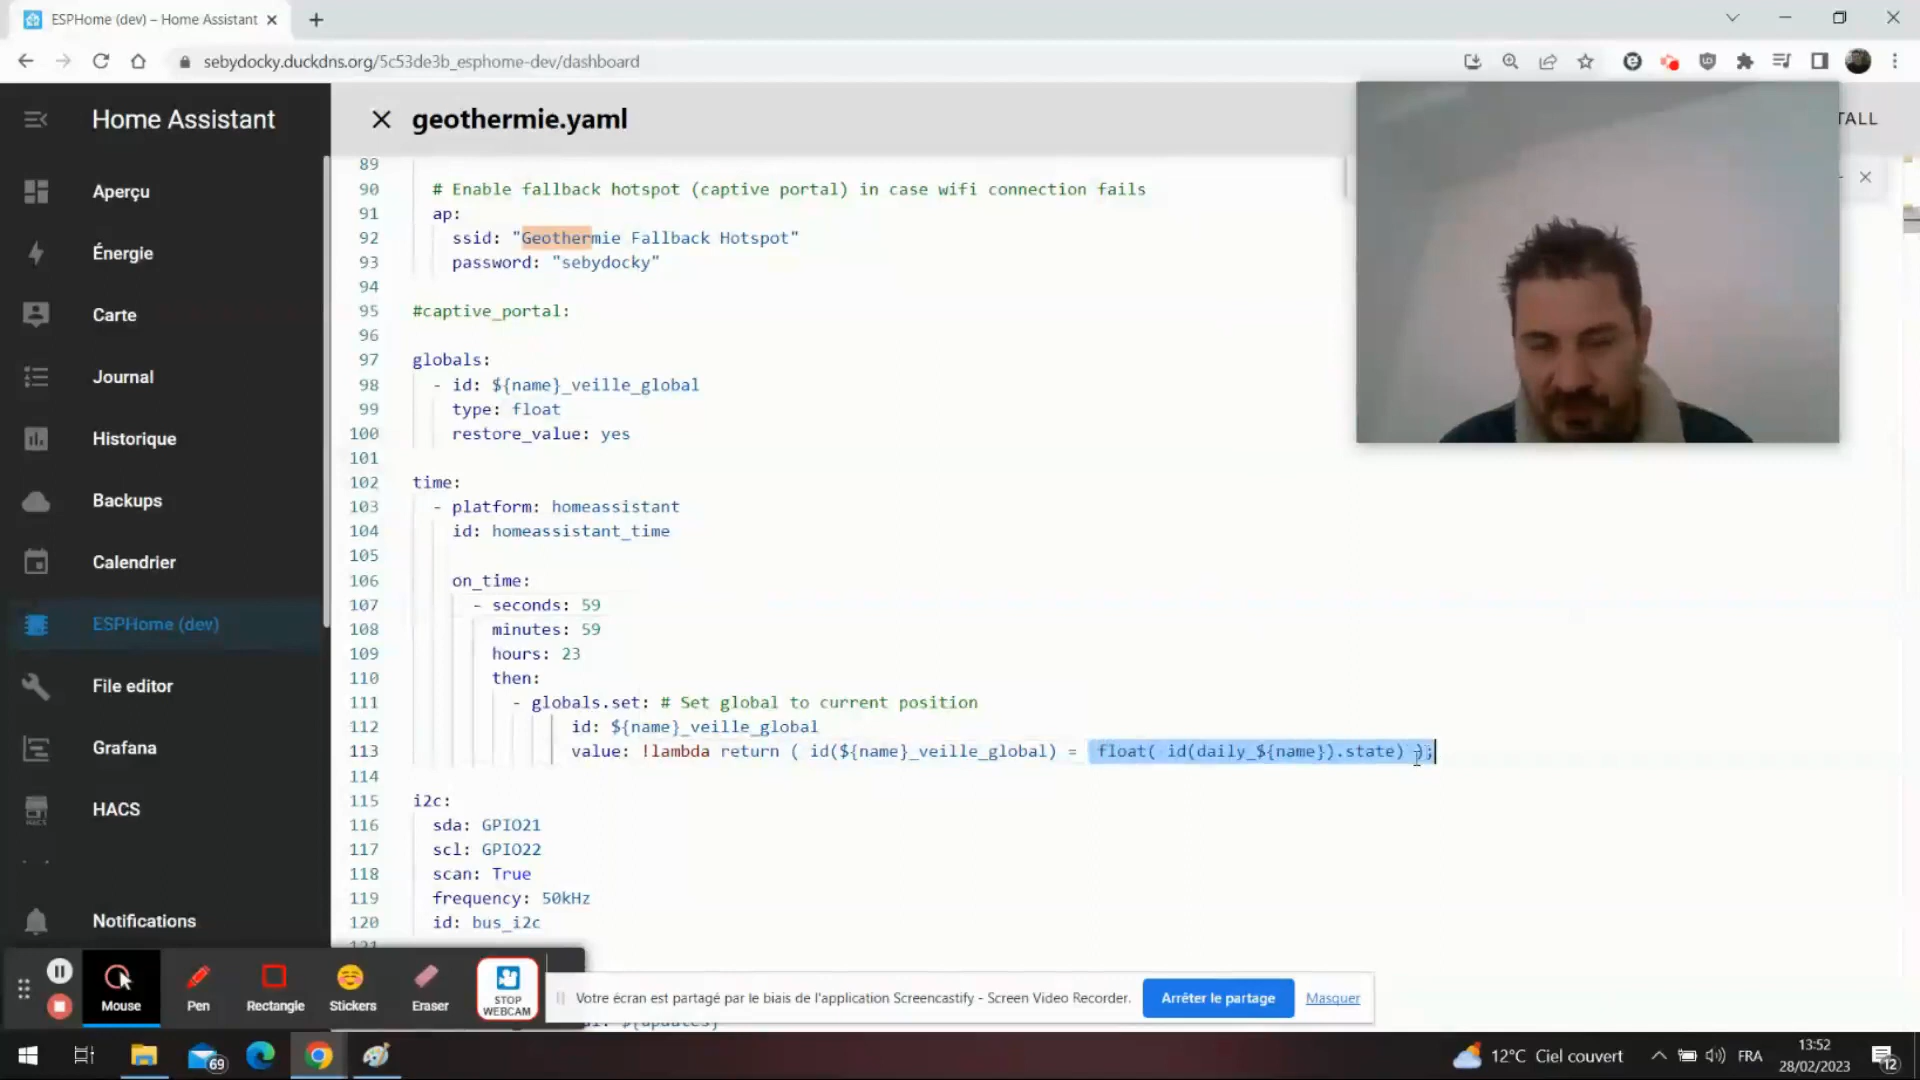 ESPHome (dev) – Home Assistant
sebydocky.duckdns.org/5c53de3b_esphome-dev/dashboard
Home Assistant
geothermie.yaml
TALL
Aperçu
Énergie
Carte
Journal
Historique
Backups
Calendrier
ESPHome (dev)
File editor
Grafana
HACS
Notifications
89
90 # Enable fallback hotspot (captive portal) in case wifi connection fails
91 ap:
92 ssid: "Geothermie Fallback Hotspot"
93 password: "sebydocky"
94
95 #captive_portal:
96
97 globals:
98 - id: ${name}_veille_global
99 type: float
100 restore_value: yes
101
102 time:
103 - platform: homeassistant
104 id: homeassistant_time
105
106 on_time:
107 - seconds: 59
108 minutes: 59
109 hours: 23
110 then:
111 - globals.set: # Set global to current position
112 id: ${name}_veille_global
113 value: !lambda return ( id(${name}_veille_global) = float( id(daily_${name}).state) );
114
115 i2c:
116 sda: GPIO21
117 scl: GPIO22
118 scan: True
119 frequency: 50kHz
120 id: bus_i2c
121
${updates}
Mouse
Pen
Rectangle
Stickers
Eraser
STOP
WEBCAM
Votre écran est partagé par le biais de l'application Screencastify - Screen Video Recorder.
Arrêter le partage
Masquer
69
12°C Ciel couvert
FRA
13:52
28/02/2023
12